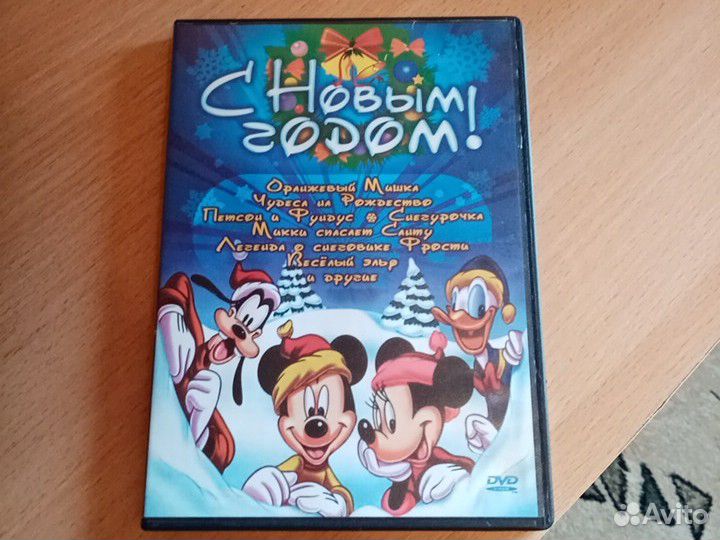 С Новым
годом!
Оранжевый Мишка
Чудеса на Рождество
Петсон и Фундус * Снегурочка
Микки спасает Санту
Легенда о снеговике Фрости
Весёлый эльф
и другие
DVD
Avito